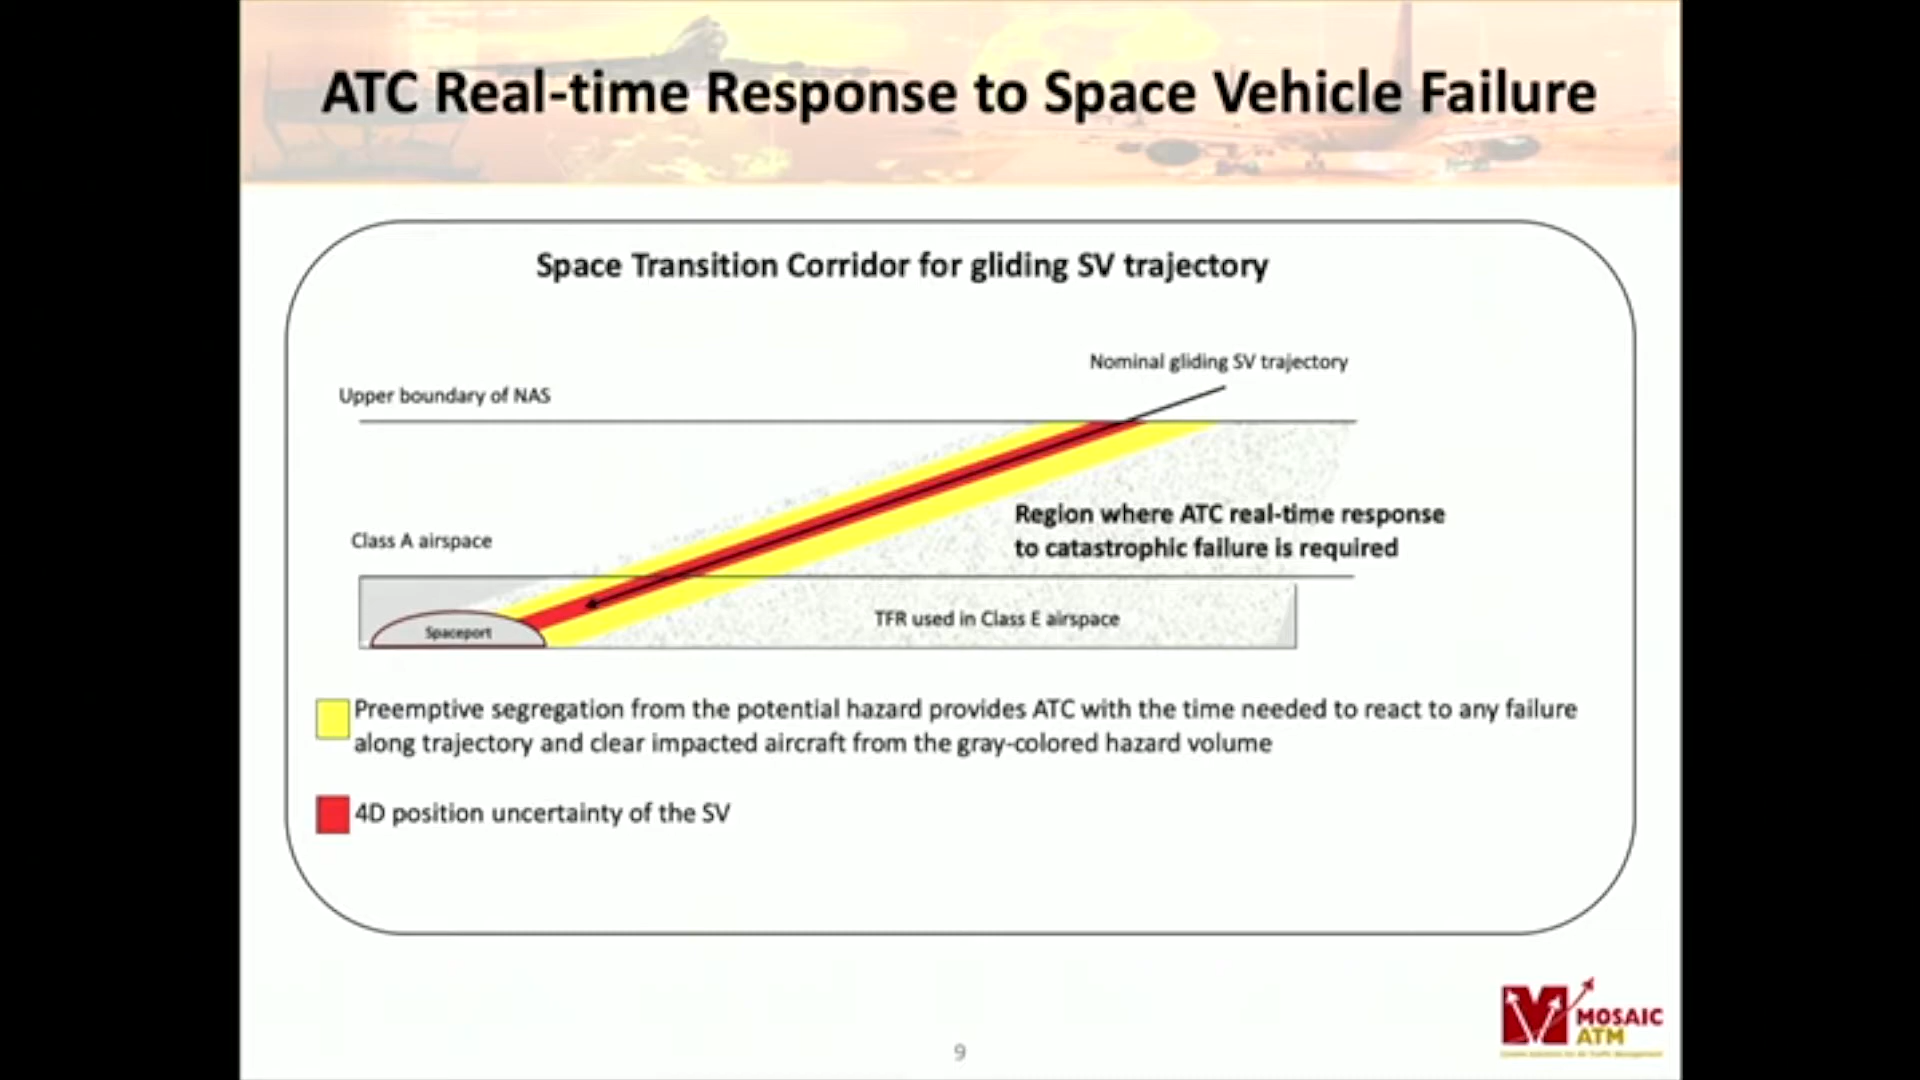 ATC Real-time Response to Space Vehicle Failure
Space Transition Corridor for gliding SV trajectory
Nominal gliding SV trajectory
Upper boundary of NAS
Region where ATC real-time response
to catastrophic failure is required
Class A airspace
TFR used in Class E airspace
Spaceport
Preemptive segregation from the potential hazard provides ATC with the time needed to react to any failure
along trajectory and clear impacted aircraft from the gray-colored hazard volume
4D position uncertainty of the SV
MOSAIC
ATM
9